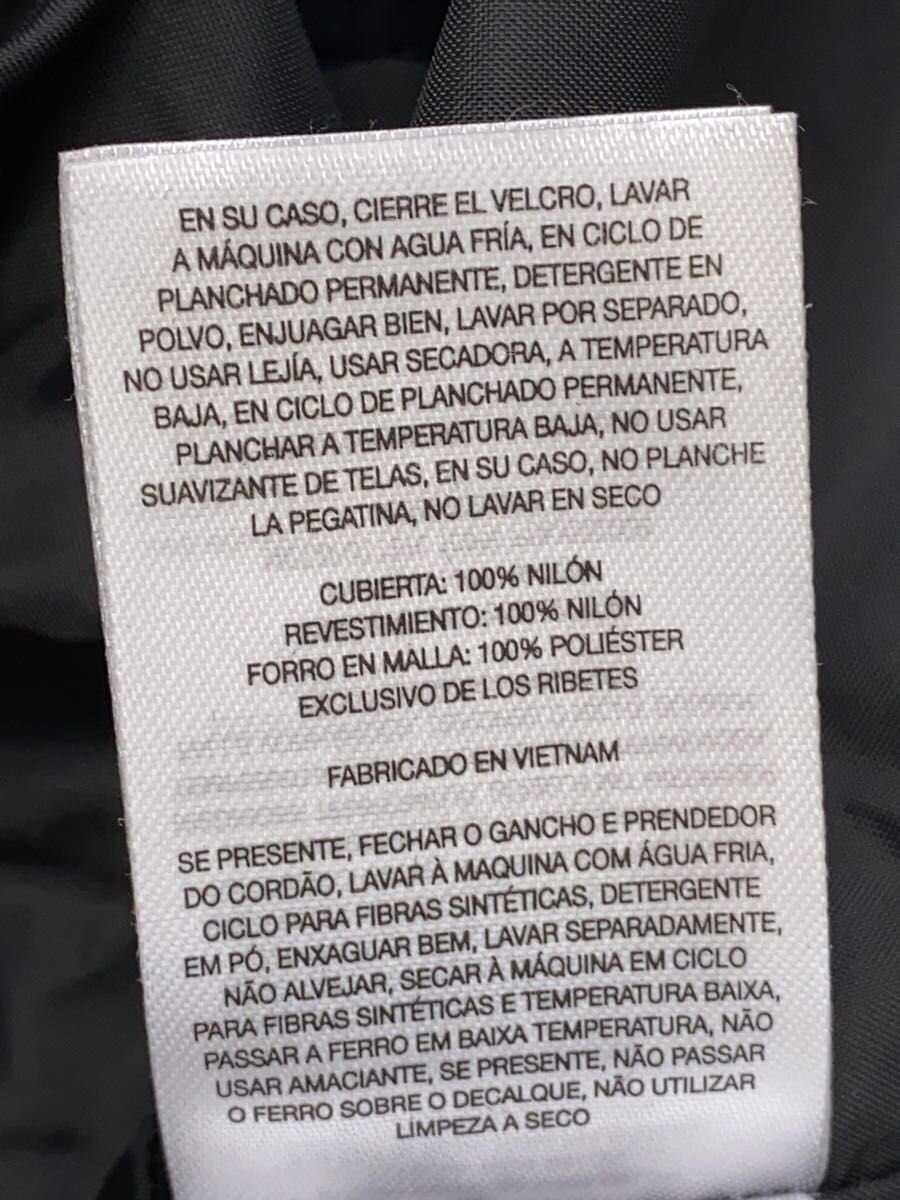 EN SU CASO, CIERRE EL VELCRO, LAVAR
A MÁQUINA CON AGUA FRÍA, EN CICLO DE
PLANCHADO PERMANENTE, DETERGENTE EN
POLVO, ENJUAGAR BIEN, LAVAR POR SEPARADO,
NO USAR LEJÍA, USAR SECADORA, A TEMPERATURA
BAJA, EN CICLO DE PLANCHADO PERMANENTE,
PLANCHAR A TEMPERATURA BAJA, NO USAR
SUAVIZANTE DE TELAS, EN SU CASO, NO PLANCHE
LA PEGATINA, NO LAVAR EN SECO
CUBIERTA: 100% NILÓN
REVESTIMIENTO: 100% NILÓN
FORRO EN MALLA: 100% POLIÉSTER
EXCLUSIVO DE LOS RIBETES
FABRICADO EN VIETNAM
SE PRESENTE, FECHAR O GANCHO E PRENDEDOR
DO CORDÃO, LAVAR À MAQUINA COM ÁGUA FRIA,
CICLO PARA FIBRAS SINTÉTICAS, DETERGENTE
EM PÓ, ENXAGUAR BEM, LAVAR SEPARADAMENTE,
NÃO ALVEJAR, SECAR À MÁQUINA EM CICLO
PARA FIBRAS SINTÉTICAS E TEMPERATURA BAIXA,
PASSAR A FERRO EM BAIXA TEMPERATURA, NÃO
USAR AMACIANTE, SE PRESENTE, NÃO PASSAR
O FERRO SOBRE O DECALQUE, NÃO UTILIZAR
LIMPEZA A SECO